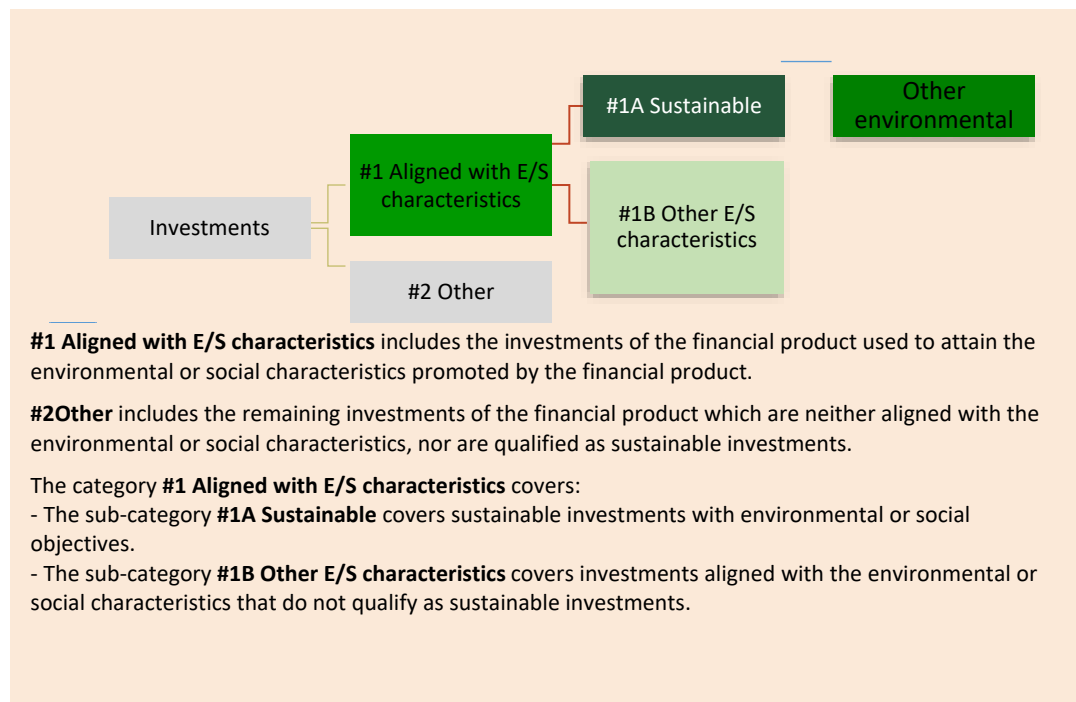 #1A Sustainable
Other
environmental
#1 Aligned with E/S
characteristics
#1B Other E/S
characteristics
Investments
#2 Other
#1 Aligned with E/S characteristics includes the investments of the financial product used to attain the
environmental or social characteristics promoted by the financial product.
#2Other includes the remaining investments of the financial product which are neither aligned with the
environmental or social characteristics, nor are qualified as sustainable investments.
The category #1 Aligned with E/S characteristics covers:
- The sub-category #1A Sustainable covers sustainable investments with environmental or social
objectives.
- The sub-category #1B Other E/S characteristics covers investments aligned with the environmental or
social characteristics that do not qualify as sustainable investments.